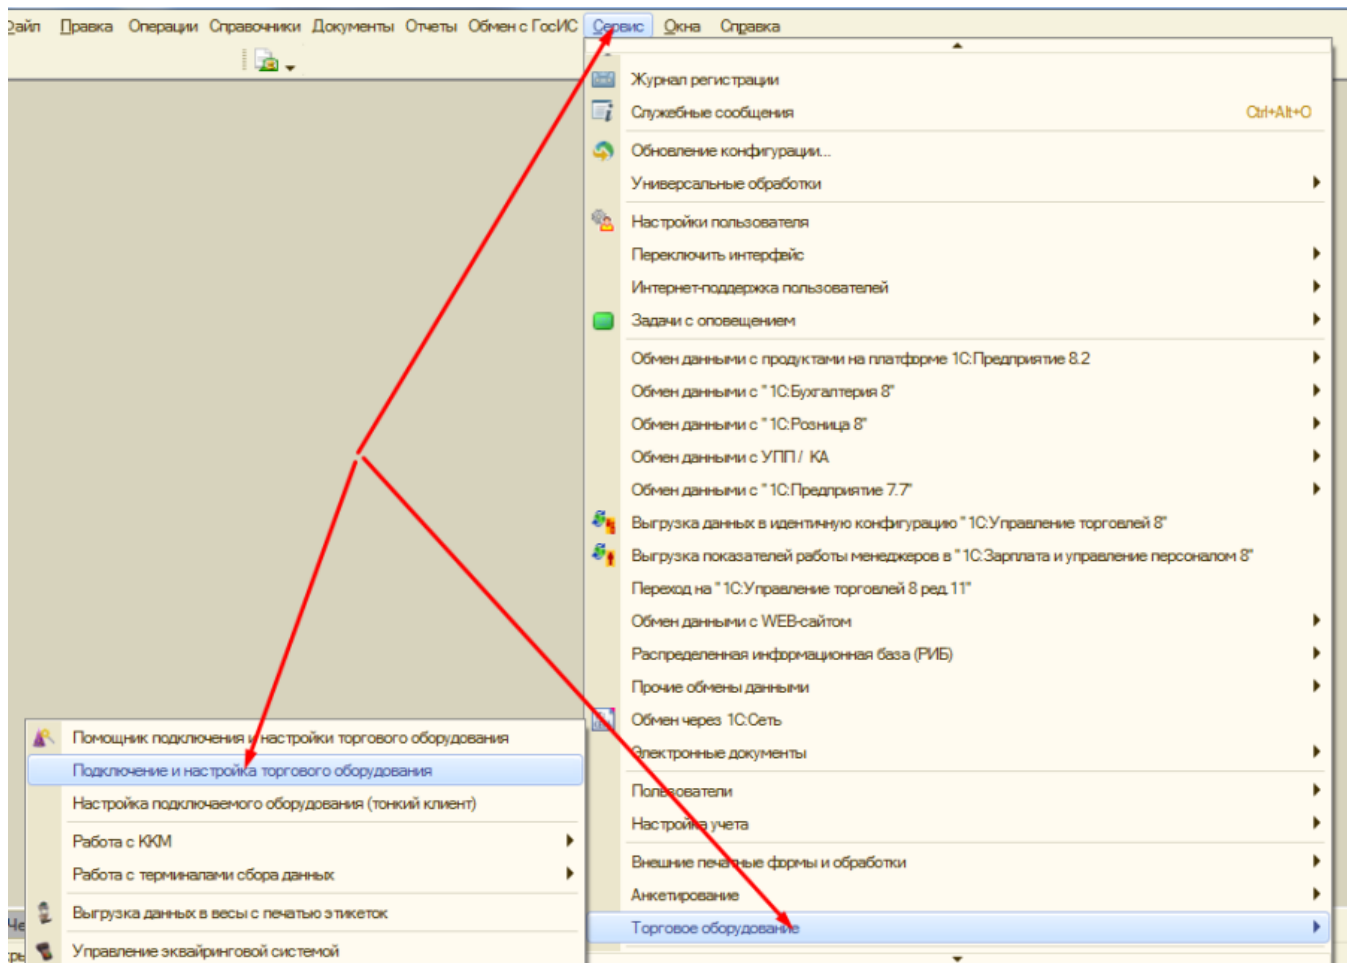 Файл Правка Операции Справочники Документы Отчеты Обмен с ГосИС Сервис Окна Справка
Журнал регистрации
Служебные сообщения Ctrl+Alt+O
Обновление конфигурации...
Универсальные обработки
Настройки пользователя
Переключить интерфейс
Интернет-поддержка пользователей
Задачи с оповещением
Обмен данными с продуктами на платформе 1С:Предприятие 8.2
Обмен данными с "1С:Бухгалтерия 8"
Обмен данными с "1С:Розница 8"
Обмен данными с УПП / КА
Обмен данными с "1С:Предприятие 7.7"
Выгрузка данных в идентичную конфигурацию "1С:Управление торговлей 8"
Выгрузка показателей работы менеджеров в "1С:Зарплата и управление персоналом 8"
Переход на "1С:Управление торговлей 8 ред.11"
Обмен данными с WEB-сайтом
Распределенная информационная база (РИБ)
Прочие обмены данными
Обмен через 1С:Сеть
Электронные документы
Пользователи
Настройка учета
Внешние печатные формы и обработки
Анкетирование
Торговое оборудование
Помощник подключения и настройки торгового оборудования
Подключение и настройка торгового оборудования
Настройка подключаемого оборудования (тонкий клиент)
Работа с ККМ
Работа с терминалами сбора данных
Выгрузка данных в весы с печатью этикеток
Управление эквайринговой системой